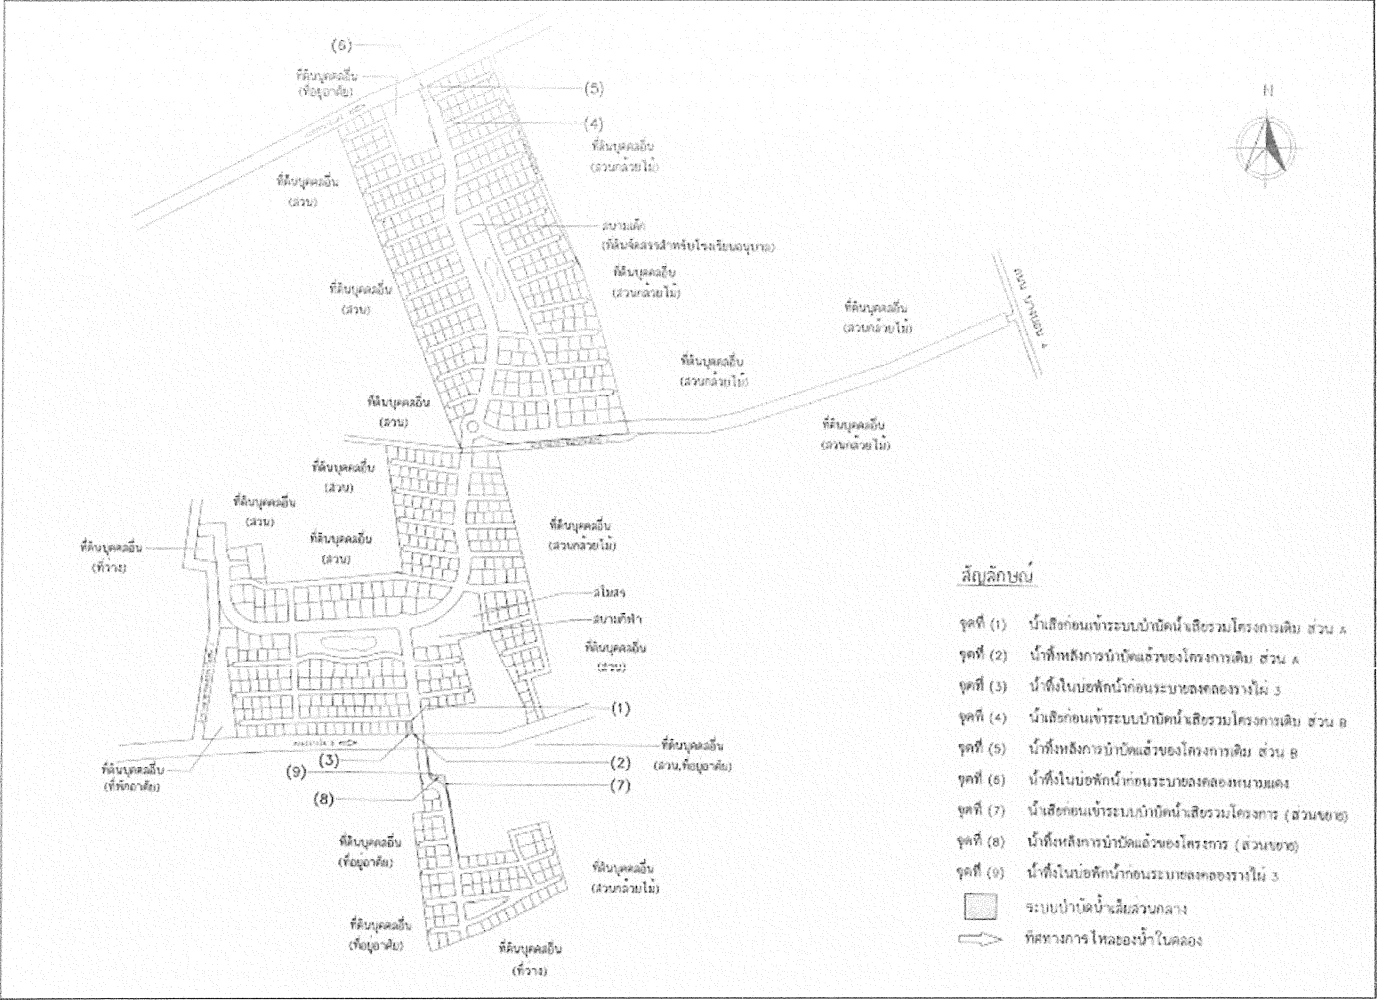 (6)
ที่ดินบุคคลอื่น
(ที่อยู่อาศัย)
(5)
(4)
ที่ดินบุคคลอื่น
(สวนกล้วยไม้)
N
ที่ดินบุคคลอื่น
(สวน)
สนามเด็ก
(ที่ดินจัดสรรสำหรับโรงเรียนอนุบาล)
ที่ดินบุคคลอื่น
(สวนกล้วยไม้)
ที่ดินบุคคลอื่น
(สวน)
ถนน บางบอน 4
ที่ดินบุคคลอื่น
(สวนกล้วยไม้)
ที่ดินบุคคลอื่น
(สวนกล้วยไม้)
ที่ดินบุคคลอื่น
(สวน)
ที่ดินบุคคลอื่น
(สวนกล้วยไม้)
ที่ดินบุคคลอื่น
(สวน)
ที่ดินบุคคลอื่น
(สวน)
ที่ดินบุคคลอื่น
(สวน)
ที่ดินบุคคลอื่น
(สวนกล้วยไม้)
ที่ดินบุคคลอื่น
(ที่ว่าง)
สโมสร
สนามกีฬา
ที่ดินบุคคลอื่น
(สวน)
(1)
ที่ดินบุคคลอื่น
(สวน,ที่อยู่อาศัย)
(3)
(2)
(9)
(7)
(8)
ที่ดินบุคคลอื่น
(ที่พักอาศัย)
ที่ดินบุคคลอื่น
(ที่อยู่อาศัย)
ที่ดินบุคคลอื่น
(สวนกล้วยไม้)
ที่ดินบุคคลอื่น
(ที่อยู่อาศัย)
ที่ดินบุคคลอื่น
(ที่ว่าง)
สัญลักษณ์
จุดที่ (1) น้ำเสียก่อนเข้าระบบบำบัดน้ำเสียรวมโครงการเดิม ส่วน A
จุดที่ (2) น้ำทิ้งหลังการบำบัดแล้วของโครงการเดิม ส่วน A
จุดที่ (3) น้ำทิ้งในบ่อพักน้ำก่อนระบายลงคลองรางไผ่ 3
จุดที่ (4) น้ำเสียก่อนเข้าระบบบำบัดน้ำเสียรวมโครงการเดิม ส่วน B
จุดที่ (5) น้ำทิ้งหลังการบำบัดแล้วของโครงการเดิม ส่วน B
จุดที่ (6) น้ำทิ้งในบ่อพักน้ำก่อนระบายลงคลองหนามแดง
จุดที่ (7) น้ำเสียก่อนเข้าระบบบำบัดน้ำเสียรวมโครงการ (ส่วนขยาย)
จุดที่ (8) น้ำทิ้งหลังการบำบัดแล้วของโครงการ (ส่วนขยาย)
จุดที่ (9) น้ำทิ้งในบ่อพักน้ำก่อนระบายลงคลองรางไผ่ 3
ระบบบำบัดน้ำเสียส่วนกลาง
ทิศทางการไหลของน้ำในคลอง